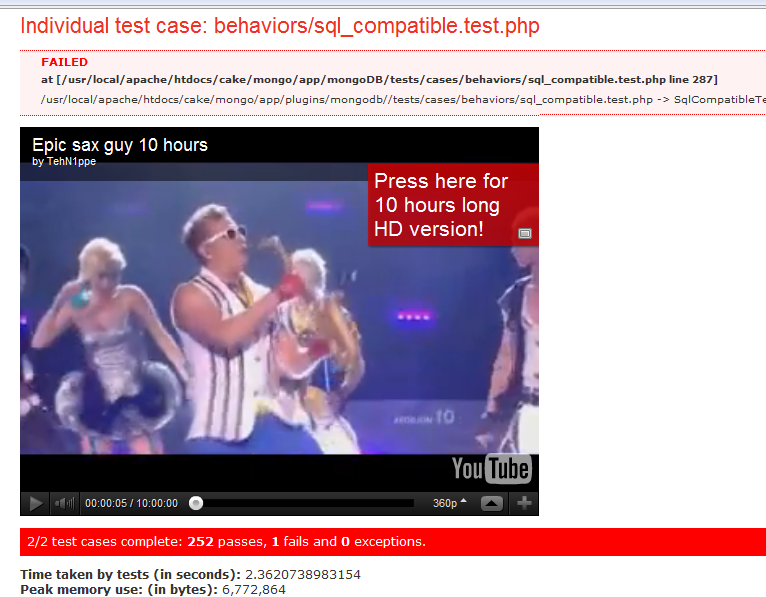 Individual test case: behaviors/sql_compatible.test.php
FAILED
at [/usr/local/apache/htdocs/cake/mongo/app/mongoDB/tests/cases/behaviors/sql_compatible.test.php line 287]
/usr/local/apache/htdocs/cake/mongo/app/plugins/mongodb//tests/cases/behaviors/sql_compatible.test.php -> SqlCompatibleTe
Epic sax guy 10 hours
by TehN1ppe
Press here for
10 hours long
HD version!
10
YouTube
00:00:05 / 10:00:00
360p
2/2 test cases complete: 252 passes, 1 fails and 0 exceptions.
Time taken by tests (in seconds): 2.3620738983154
Peak memory use: (in bytes): 6,772,864